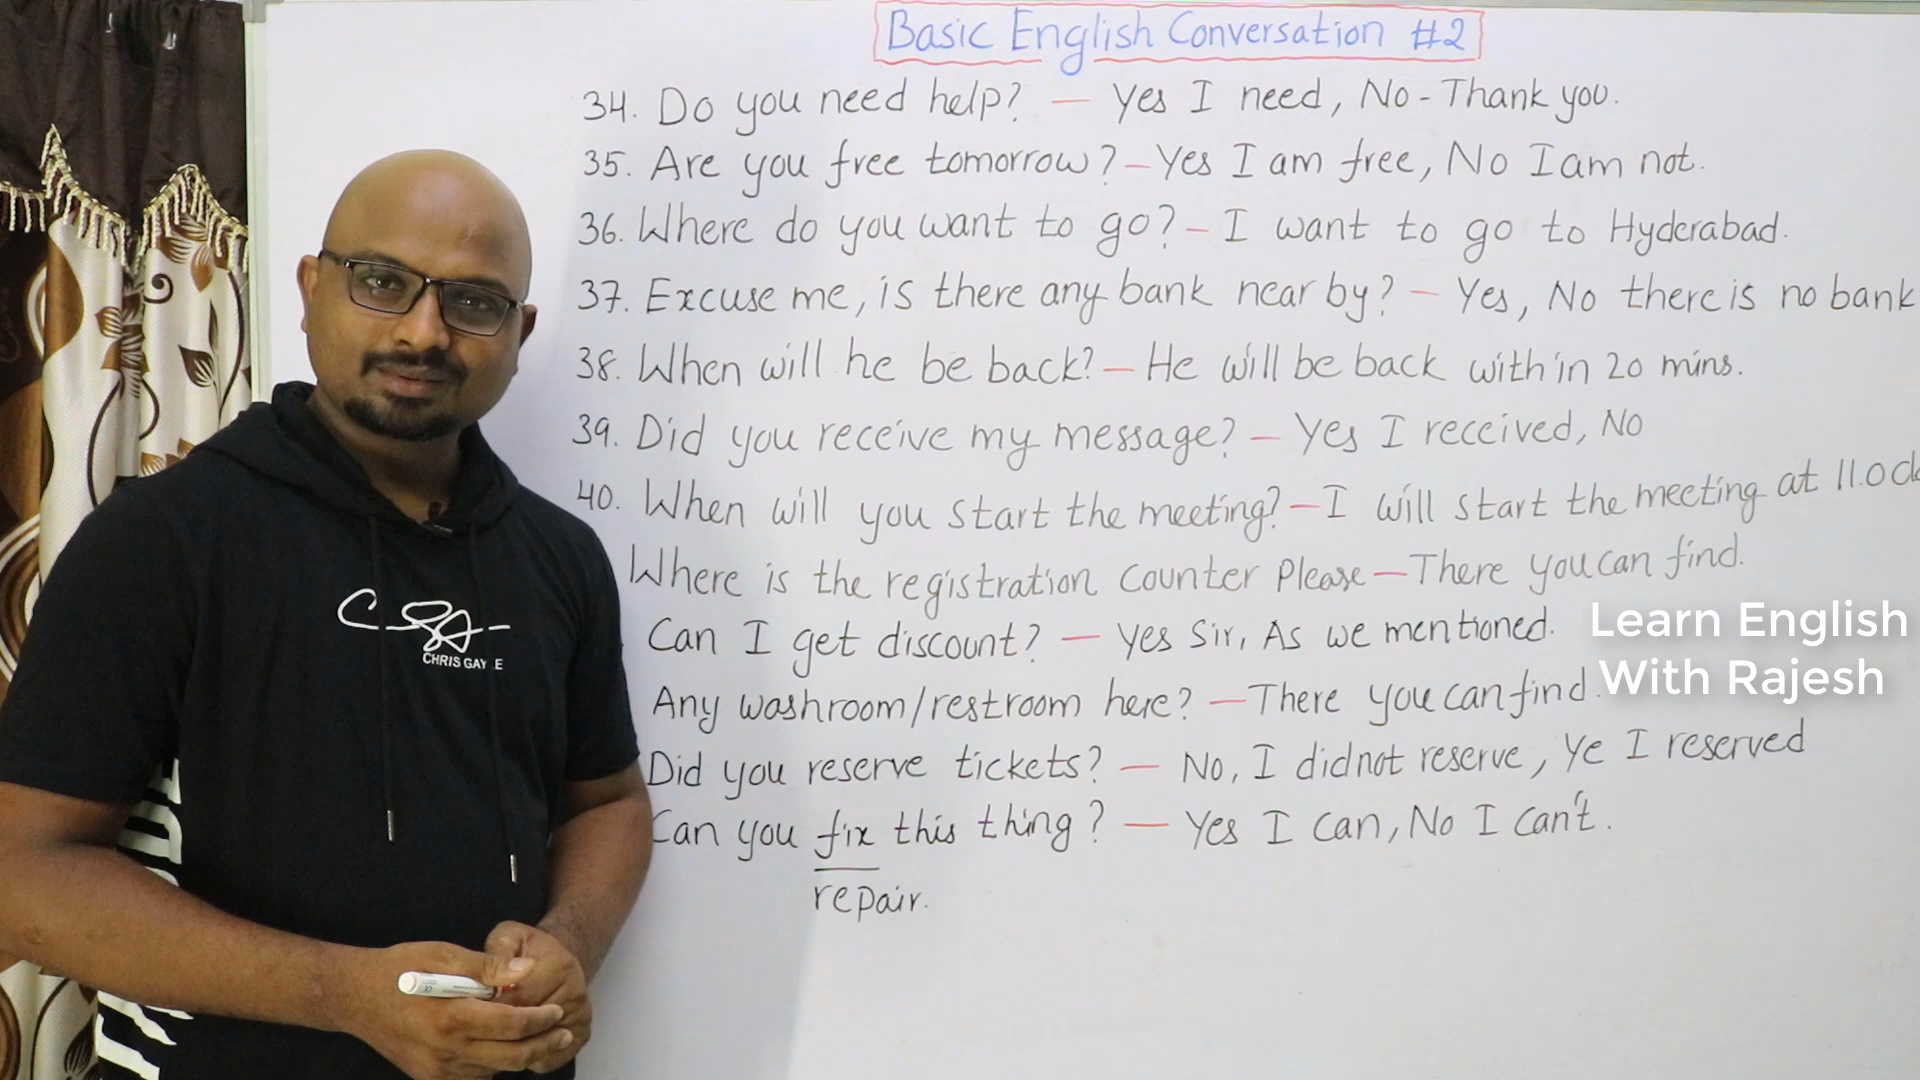 Basic English Conversation #2
34. Do you need help? — Yes I need, No - Thank you.
35. Are you free tomorrow? — Yes I am free, No I am not.
36. Where do you want to go? — I want to go to Hyderabad.
37. Excuse me, is there any bank near by? — Yes, No there is no bank
38. When will he be back? — He will be back with in 20 mins.
39. Did you receive my message? — Yes I received, No
40. When will you start the meeting? — I will start the meeting at 11.0
Where is the registration counter Please — There you can find.
Can I get discount? — Yes Sir, As we mentioned.
Any washroom/restroom here? — There you can find.
Did you reserve tickets? — No, I didnot reserve, Ye I reserved
Can you fix this thing? — Yes I can, No I can't.
repair.
Learn English
With Rajesh
CHRIS GAY E